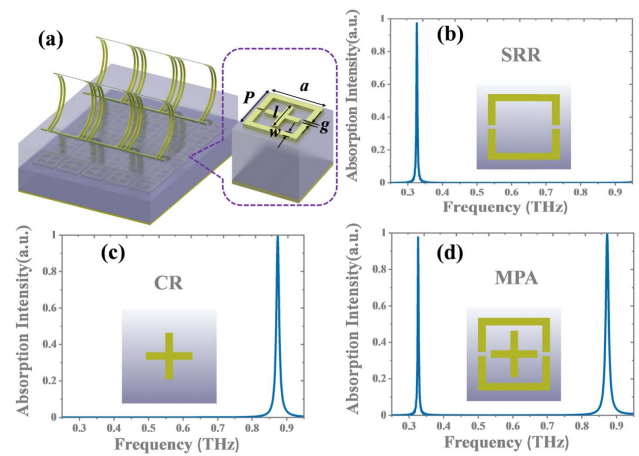 (a)
P
a
l
g
w
(b)
SRR
Absorption Intensity(a.u.)
1
0.8
0.6
0.4
0.2
0
0.3 0.4 0.5 0.6 0.7 0.8 0.9
Frequency (THz)
(c)
CR
Absorption Intensity(a.u.)
1
0.8
0.6
0.4
0.2
0
0.3 0.4 0.5 0.6 0.7 0.8 0.9
Frequency (THz)
(d)
MPA
Absorption Intensity(a.u.)
1
0.8
0.6
0.4
0.2
0
0.3 0.4 0.5 0.6 0.7 0.8 0.9
Frequency (THz)